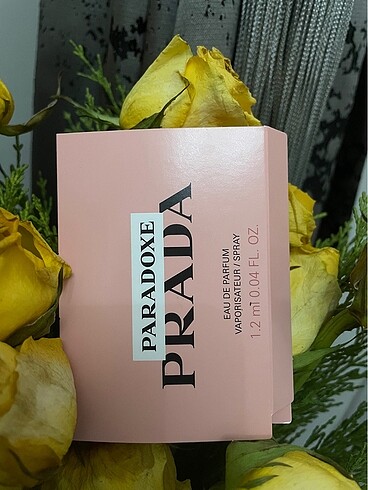 PARADOXE
PRADA
EAU DE PARFUM
VAPORISATEUR / SPRAY
1.2 ml 0.04 FL. OZ.